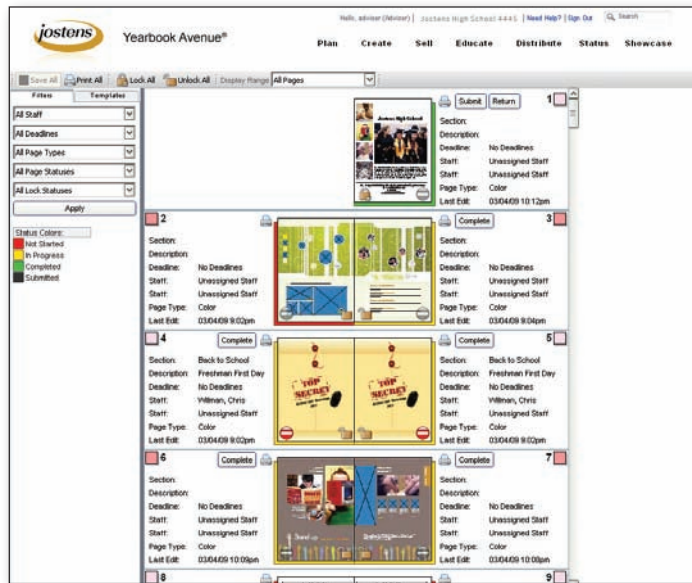 Hello, adviser (Adviser) | Jostens High School 4445 | Need Help? | Sign Out Search
jostens Yearbook Avenue®
Plan Create Sell Educate Distribute Status Showcase
Save All Print All Lock All Unlock All Display Range All Pages
Filters Templates
All Staff
All Deadlines
All Page Types
All Page Statuses
All Lock Statuses
Apply
Status Colors:
Not Started
In Progress
Completed
Submitted
Jostens High School
Submit Return 1
Section:
Description:
Deadline: No Deadlines
Staff: Unassigned Staff
Page Type: Color
Last Edit: 03/04/09 10:12pm
2
Section:
Description:
Deadline: No Deadlines
Staff: Unassigned Staff
Staff: Unassigned Staff
Page Type: Color
Last Edit: 03/04/09 9:02pm
Complete 3
Section:
Description:
Deadline: No Deadlines
Staff: Unassigned Staff
Staff: Unassigned Staff
Page Type: Color
Last Edit: 03/04/09 9:04pm
4 Complete
Section: Back to School
Description: Freshman First Day
Deadline: No Deadlines
Staff: Willman, Chris
Staff: Unassigned Staff
Page Type: Color
Last Edit: 03/04/09 9:02pm
TOP
SECRET
TOP
SECRET
5
Section: Back to School
Description: Freshman First Day
Deadline: No Deadlines
Staff: Willman, Chris
Staff: Unassigned Staff
Page Type: Color
Last Edit: 03/04/09 9:02pm
6 Complete
Section:
Description:
Deadline: No Deadlines
Staff: Unassigned Staff
Staff: Unassigned Staff
Page Type: Color
Last Edit: 03/04/09 10:09pm
Complete 7
Section:
Description:
Deadline: No Deadlines
Staff: Unassigned Staff
Staff: Unassigned Staff
Page Type: Color
Last Edit: 03/04/09 10:08pm
8
9